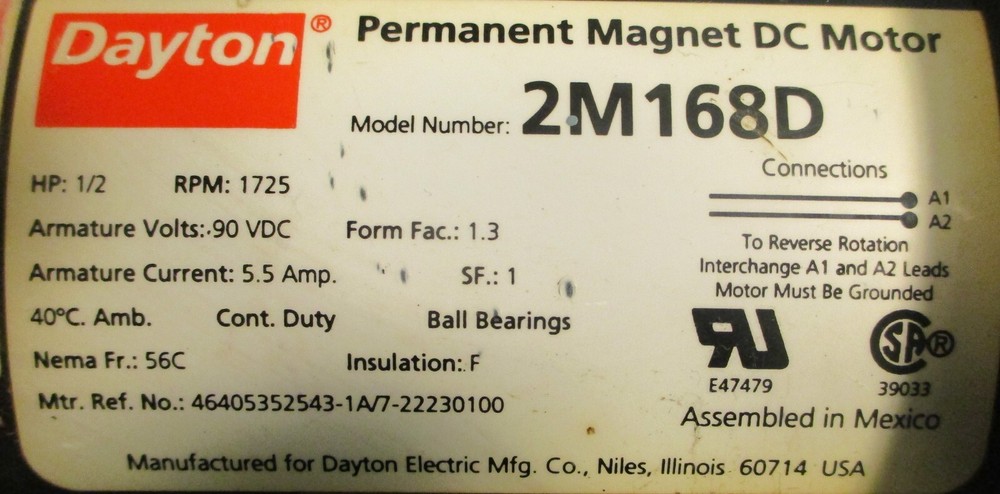 Dayton® Permanent Magnet DC Motor
Model Number: 2M168D
Connections
HP: 1/2 RPM: 1725
A1
Armature Volts: 90 VDC Form Fac.: 1.3
A2
To Reverse Rotation
Interchange A1 and A2 Leads
Motor Must Be Grounded
Armature Current: 5.5 Amp. SF.: 1
40°C. Amb. Cont. Duty Ball Bearings
Nema Fr.: 56C Insulation: F
RU SA®
E47479 39033
Mtr. Ref. No.: 46405352543-1A/7-22230100
Assembled in Mexico
Manufactured for Dayton Electric Mfg. Co., Niles, Illinois 60714 USA